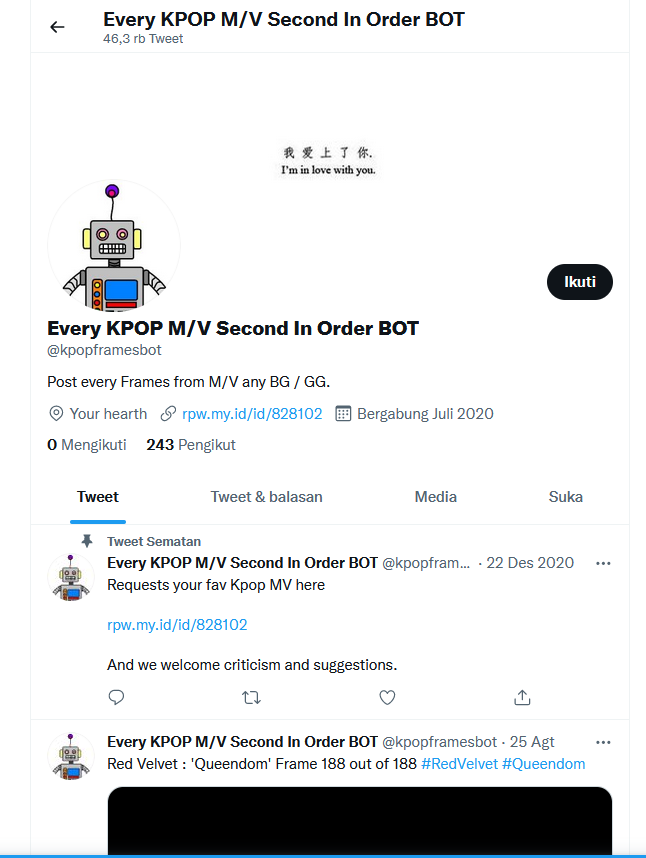 Every KPOP M/V Second In Order BOT
46,3 rb Tweet
我爱上了你.
I'm in love with you.
Ikuti
Every KPOP M/V Second In Order BOT
@kpopframesbot
Post every Frames from M/V any BG / GG.
Your hearth rpw.my.id/id/828102 Bergabung Juli 2020
0 Mengikuti 243 Pengikut
Tweet Tweet & balasan Media Suka
Tweet Sematan
Every KPOP M/V Second In Order BOT @kpopfram... · 22 Des 2020
Requests your fav Kpop MV here
rpw.my.id/id/828102
And we welcome criticism and suggestions.
Every KPOP M/V Second In Order BOT @kpopframesbot · 25 Agt
Red Velvet : 'Queendom' Frame 188 out of 188 #RedVelvet #Queendom